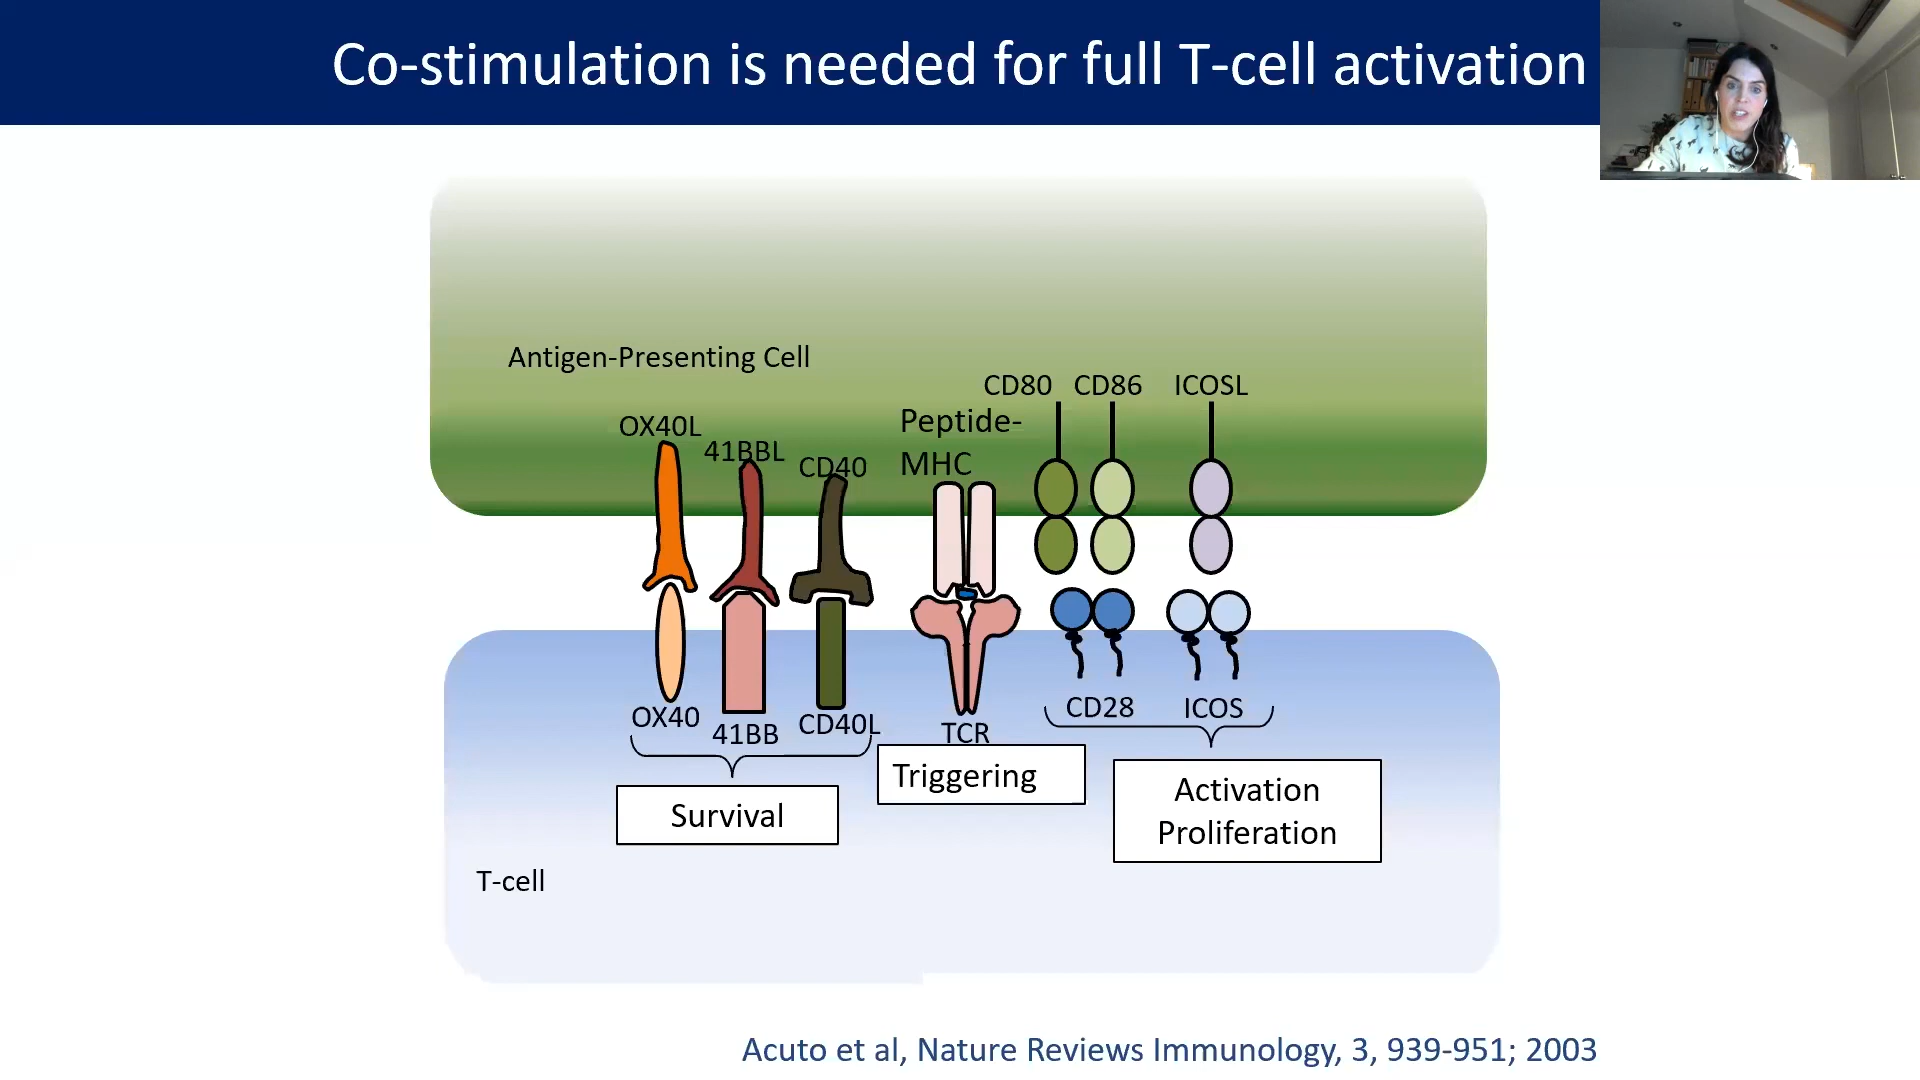 Co-stimulation is needed for full T-cell activation
Antigen-Presenting Cell
CD80 CD86 ICOSL
OX40L
41BBL
CD40
Peptide-
MHC
OX40
41BB
CD40L
TCR
CD28
ICOS
Triggering
Survival
Activation
Proliferation
T-cell
Acuto et al, Nature Reviews Immunology, 3, 939-951; 2003